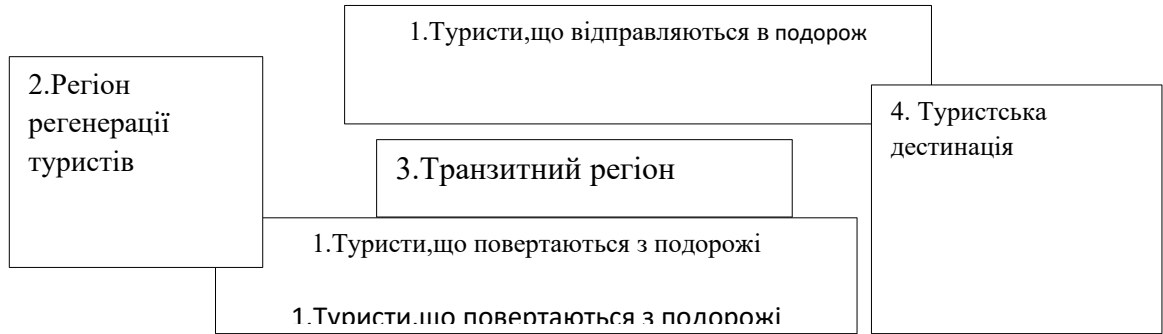 1.Туристи,що відправляються в подорож
2.Регіон
регенерації
туристів
4. Туристська
дестинація
3.Транзитний регіон
1.Туристи,що повертаються з подорожі
1.Туристи,що повертаються з подорожі